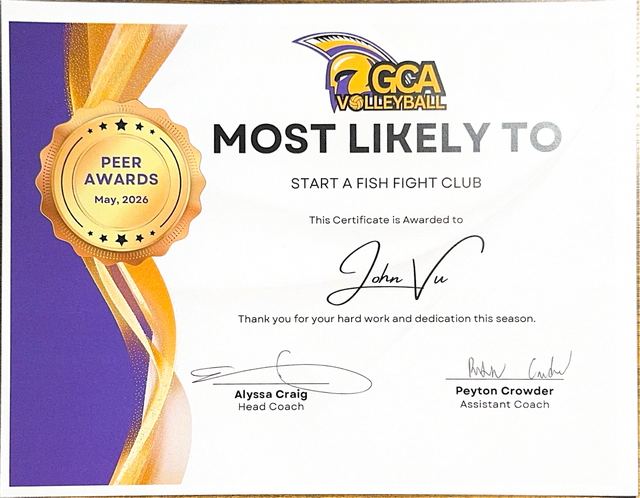 GCA
VOLLEYBALL
MOST LIKELY TO
PEER
AWARDS
May, 2026
START A FISH FIGHT CLUB
This Certificate is Awarded to
John Vu
Thank you for your hard work and dedication this season.
Alyssa Craig
Head Coach
Peyton Crowder
Assistant Coach